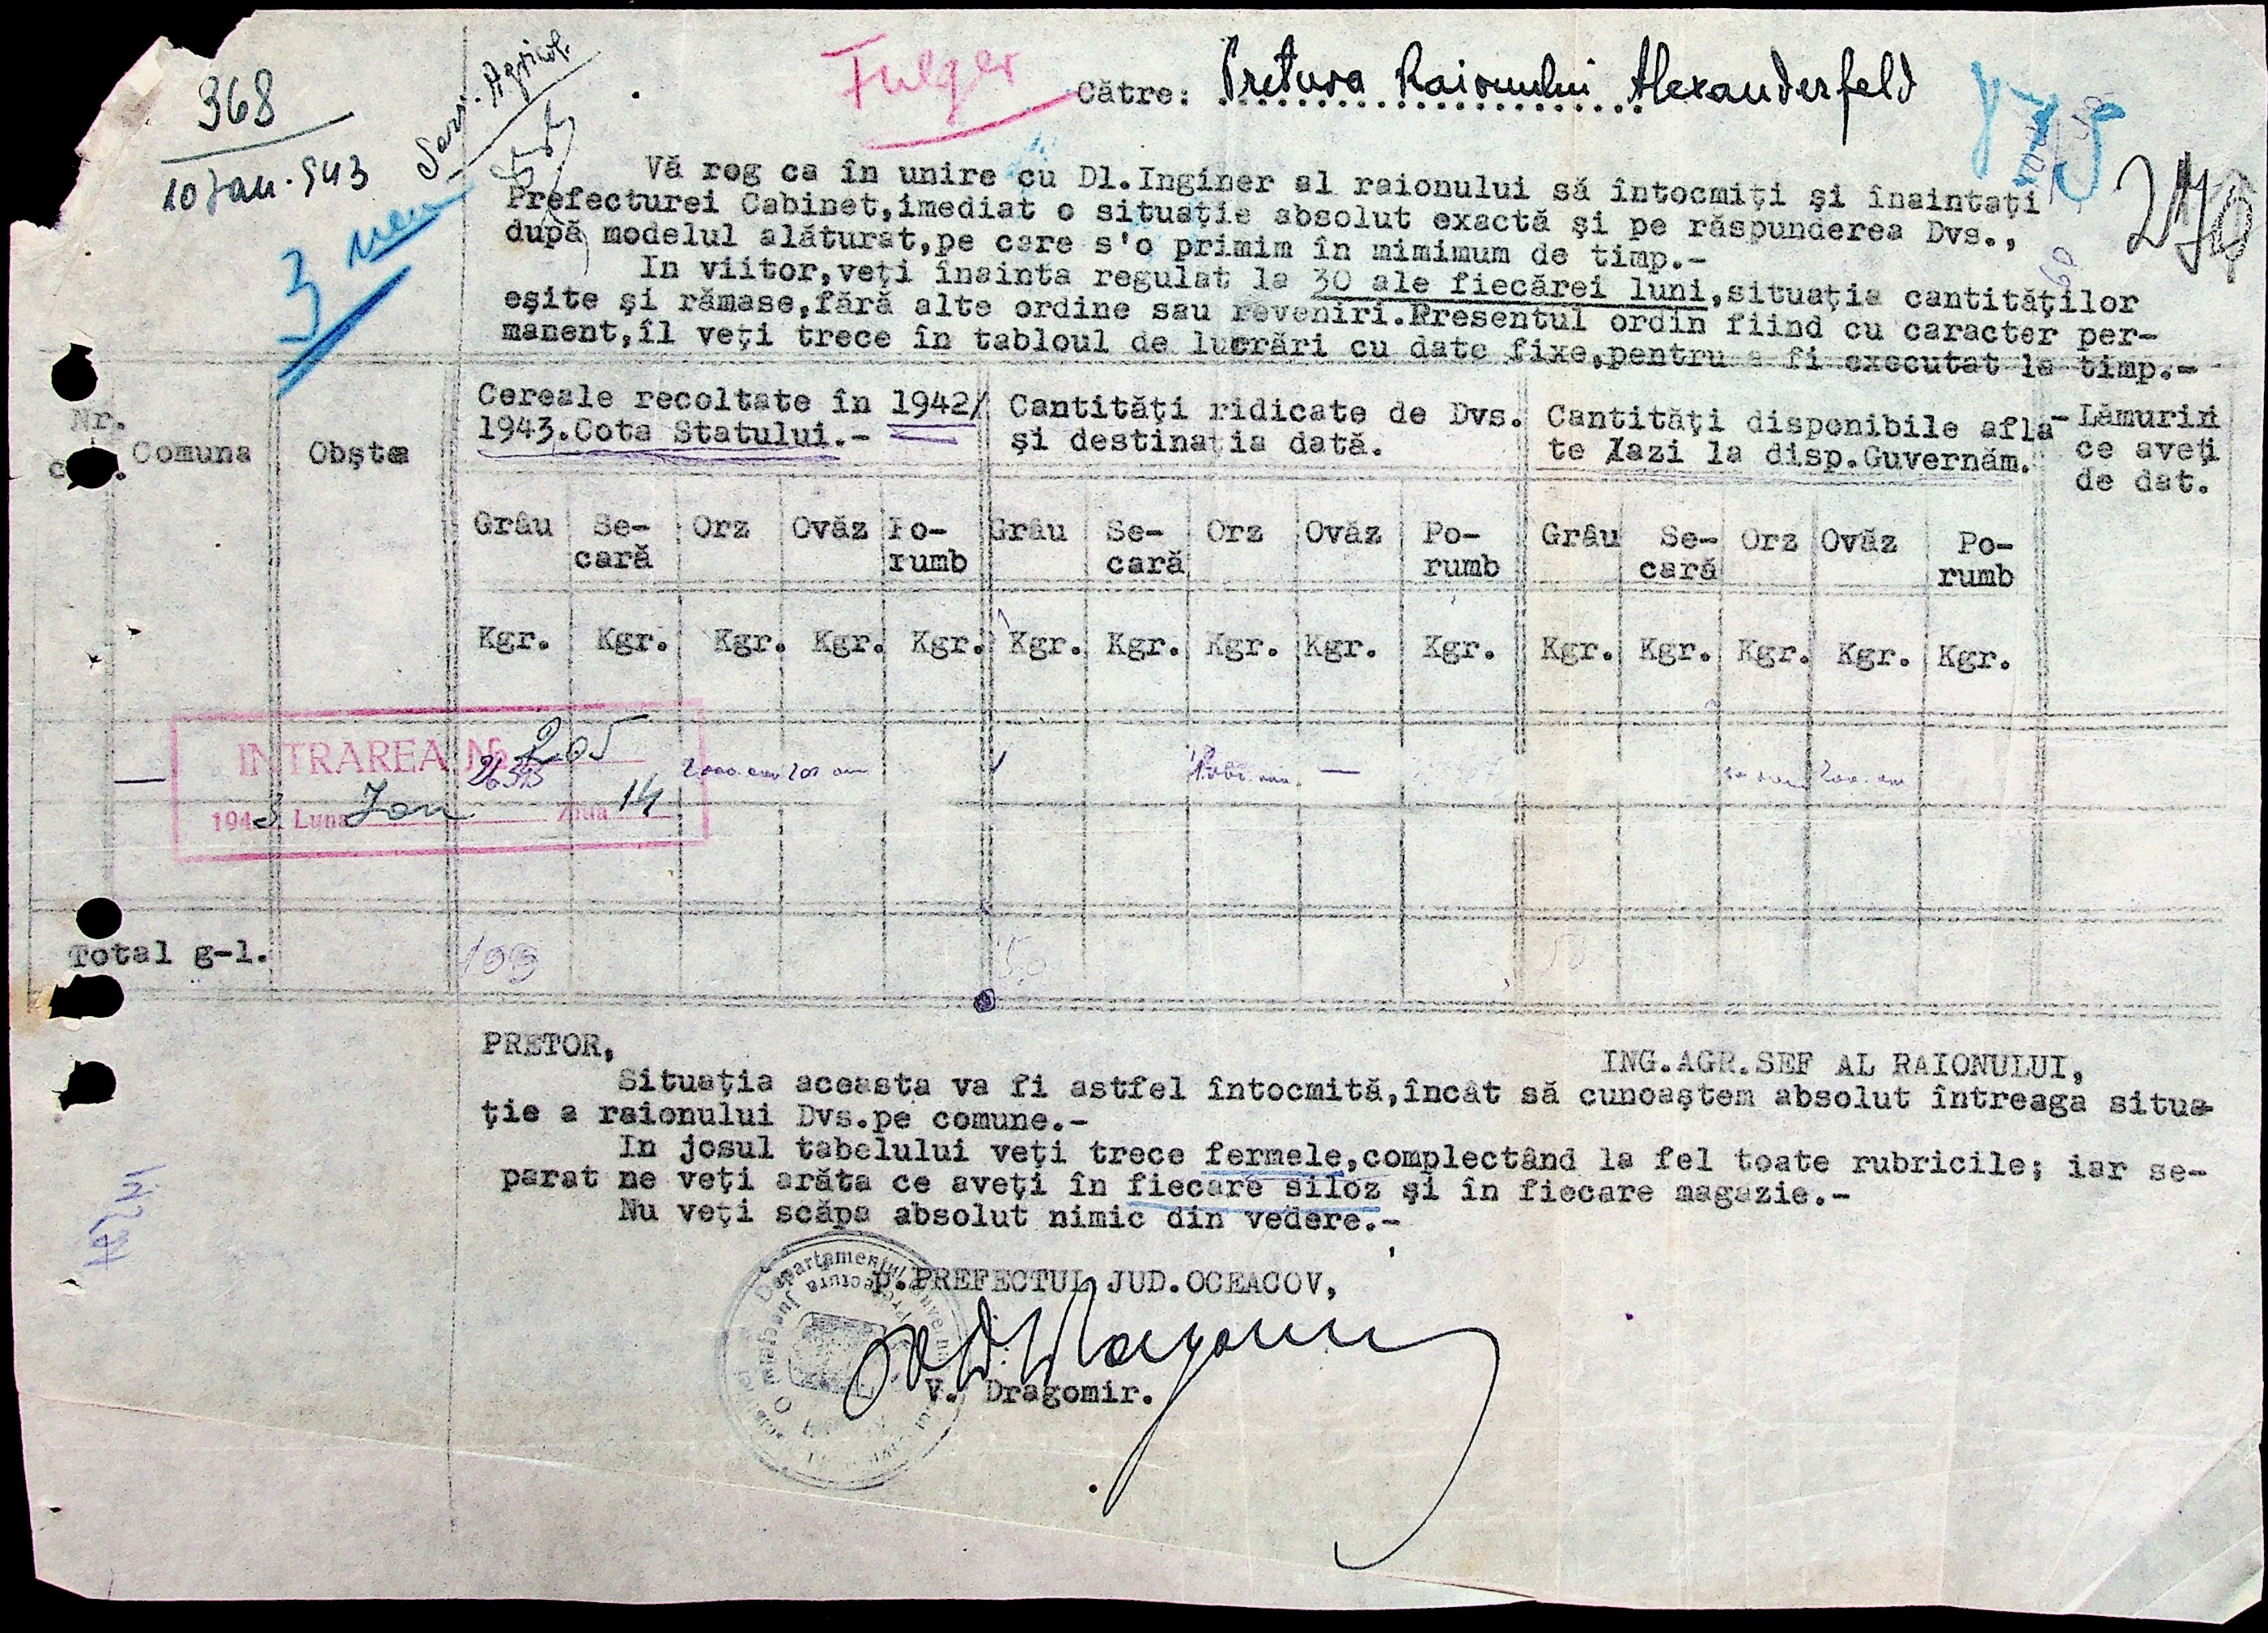 368
10 Jan. 943
Serv. Agricol.
Fulger
Către: Pretura Raionului Alexanderfeld
270
Vă rog ca în unire cu Dl.Inginer al raionului să întocmiți și înaintați
Prefecturei Cabinet,imediat o situație absolut exactă și pe răspunderea Dvs.,
după modelul alăturat,pe care s'o primim în mimimum de timp.-
In viitor,veți înainta regulat la 30 ale fiecărei luni,situația cantităților
eșite și rămase,fără alte ordine sau reveniri.Presentul ordin fiind cu caracter per-
manent,îl veți trece în tabloul de lucrări cu date fixe,pentru a fi executat la timp.-
Nr.
c.
Comuna
Obștea
Cereale recoltate în 1942/
1943.Cota Statului.-
Cantități ridicate de Dvs.
și destinația dată.
Cantități disponibile afla-
te azi la disp.Guvernăm.
Lămuriri
ce aveți
de dat.
Grâu Se-cară Orz Ovăz Po-rumb Grâu Se-cară Orz Ovăz Po-rumb Grâu Se-cară Orz Ovăz Po-rumb
Kgr. Kgr. Kgr. Kgr. Kgr. Kgr. Kgr. Kgr. Kgr. Kgr. Kgr. Kgr. Kgr. Kgr. Kgr.
INTRAREA No. 205
1943 Luna Jan Ziua 14
Total g-l.
PRETOR,
ING.AGR.SEF AL RAIONULUI,
Situația aceasta va fi astfel întocmită,încât să cunoaștem absolut întreaga situa-
ție a raionului Dvs.pe comune.-
In josul tabelului veți trece fermele,complectând la fel toate rubricile; iar se-
parat ne veți arăta ce aveți în fiecare siloz și în fiecare magazie.-
Nu veți scăpa absolut nimic din vedere.-
p.PREFECTUL JUD.OCEACOV,
V. Dragomir.